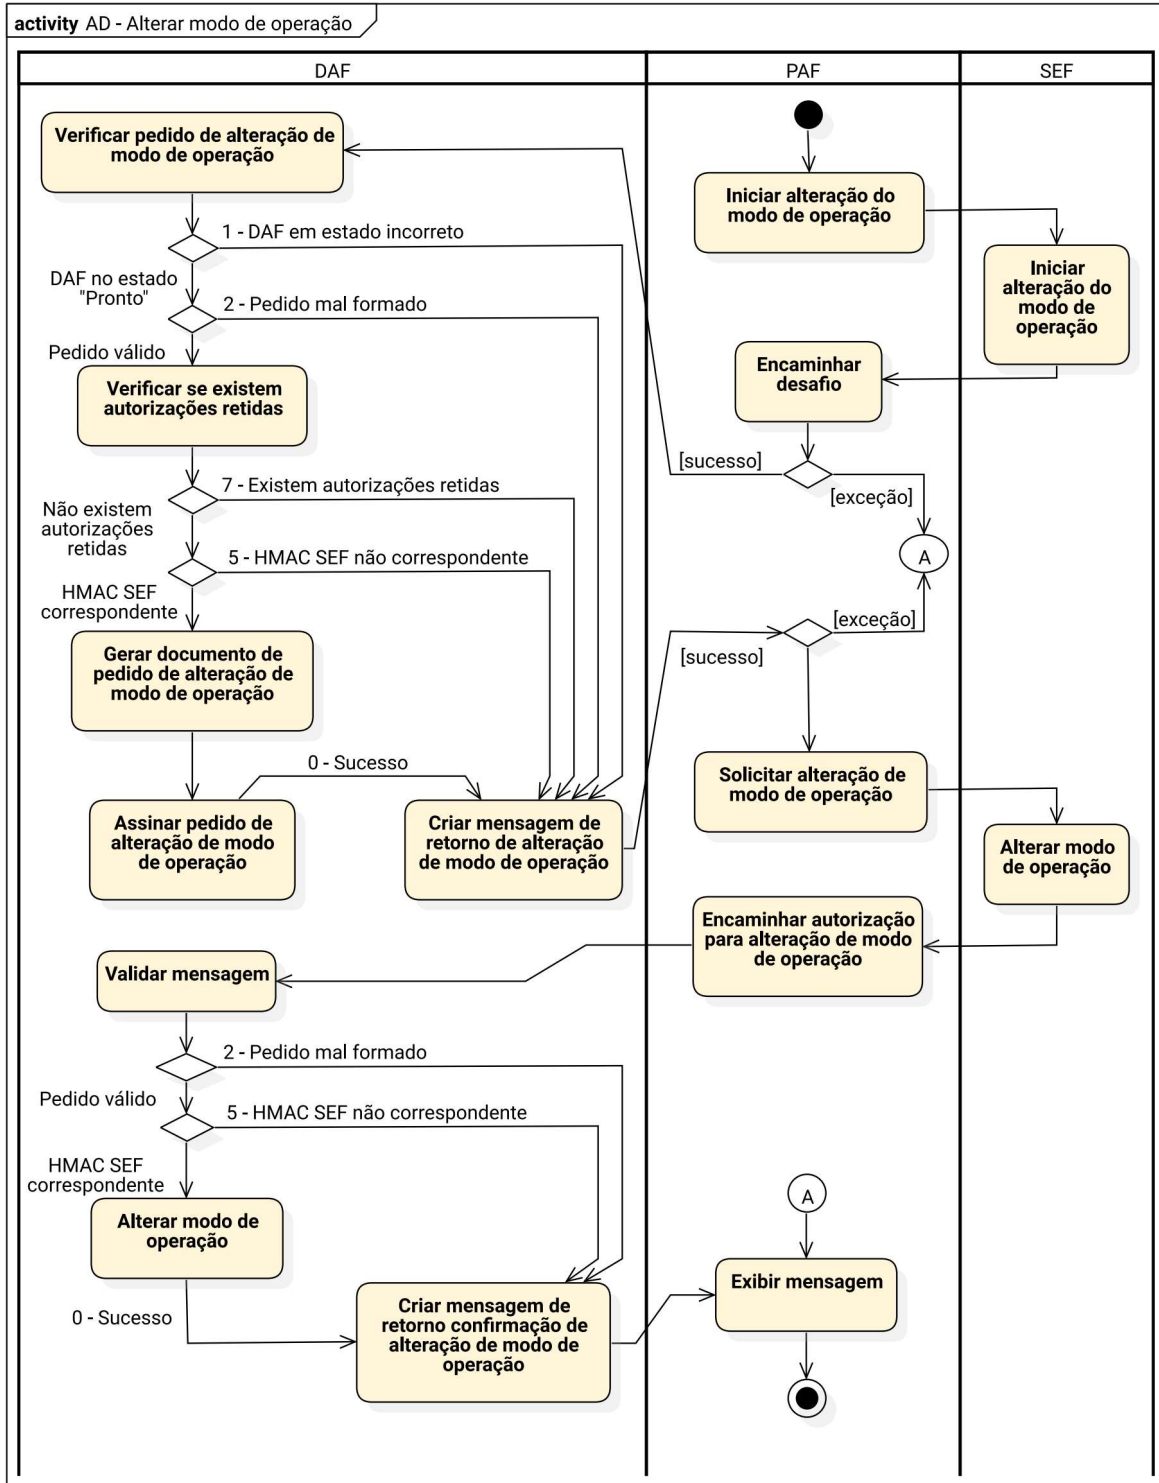 activity AD - Alterar modo de operação
DAF
PAF
SEF
Verificar pedido de alteração de
modo de operação
1 - DAF em estado incorreto
DAF no estado
"Pronto"
2 - Pedido mal formado
Pedido válido
Verificar se existem
autorizações retidas
7 - Existem autorizações retidas
Não existem
autorizações
retidas
5 - HMAC SEF não correspondente
HMAC SEF
correspondente
Gerar documento de
pedido de alteração de
modo de operação
0 - Sucesso
Assinar pedido de
alteração de modo
de operação
Criar mensagem de
retorno de alteração
de modo de operação
Iniciar alteração do
modo de operação
Iniciar
alteração do
modo de
operação
Encaminhar
desafio
[sucesso]
[exceção]
A
[exceção]
[sucesso]
Solicitar alteração de
modo de operação
Alterar modo
de operação
Encaminhar autorização
para alteração de modo
de operação
Validar mensagem
2 - Pedido mal formado
Pedido válido
5 - HMAC SEF não correspondente
HMAC SEF
correspondente
Alterar modo de
operação
0 - Sucesso
Criar mensagem de
retorno confirmação de
alteração de modo de
operação
A
Exibir mensagem